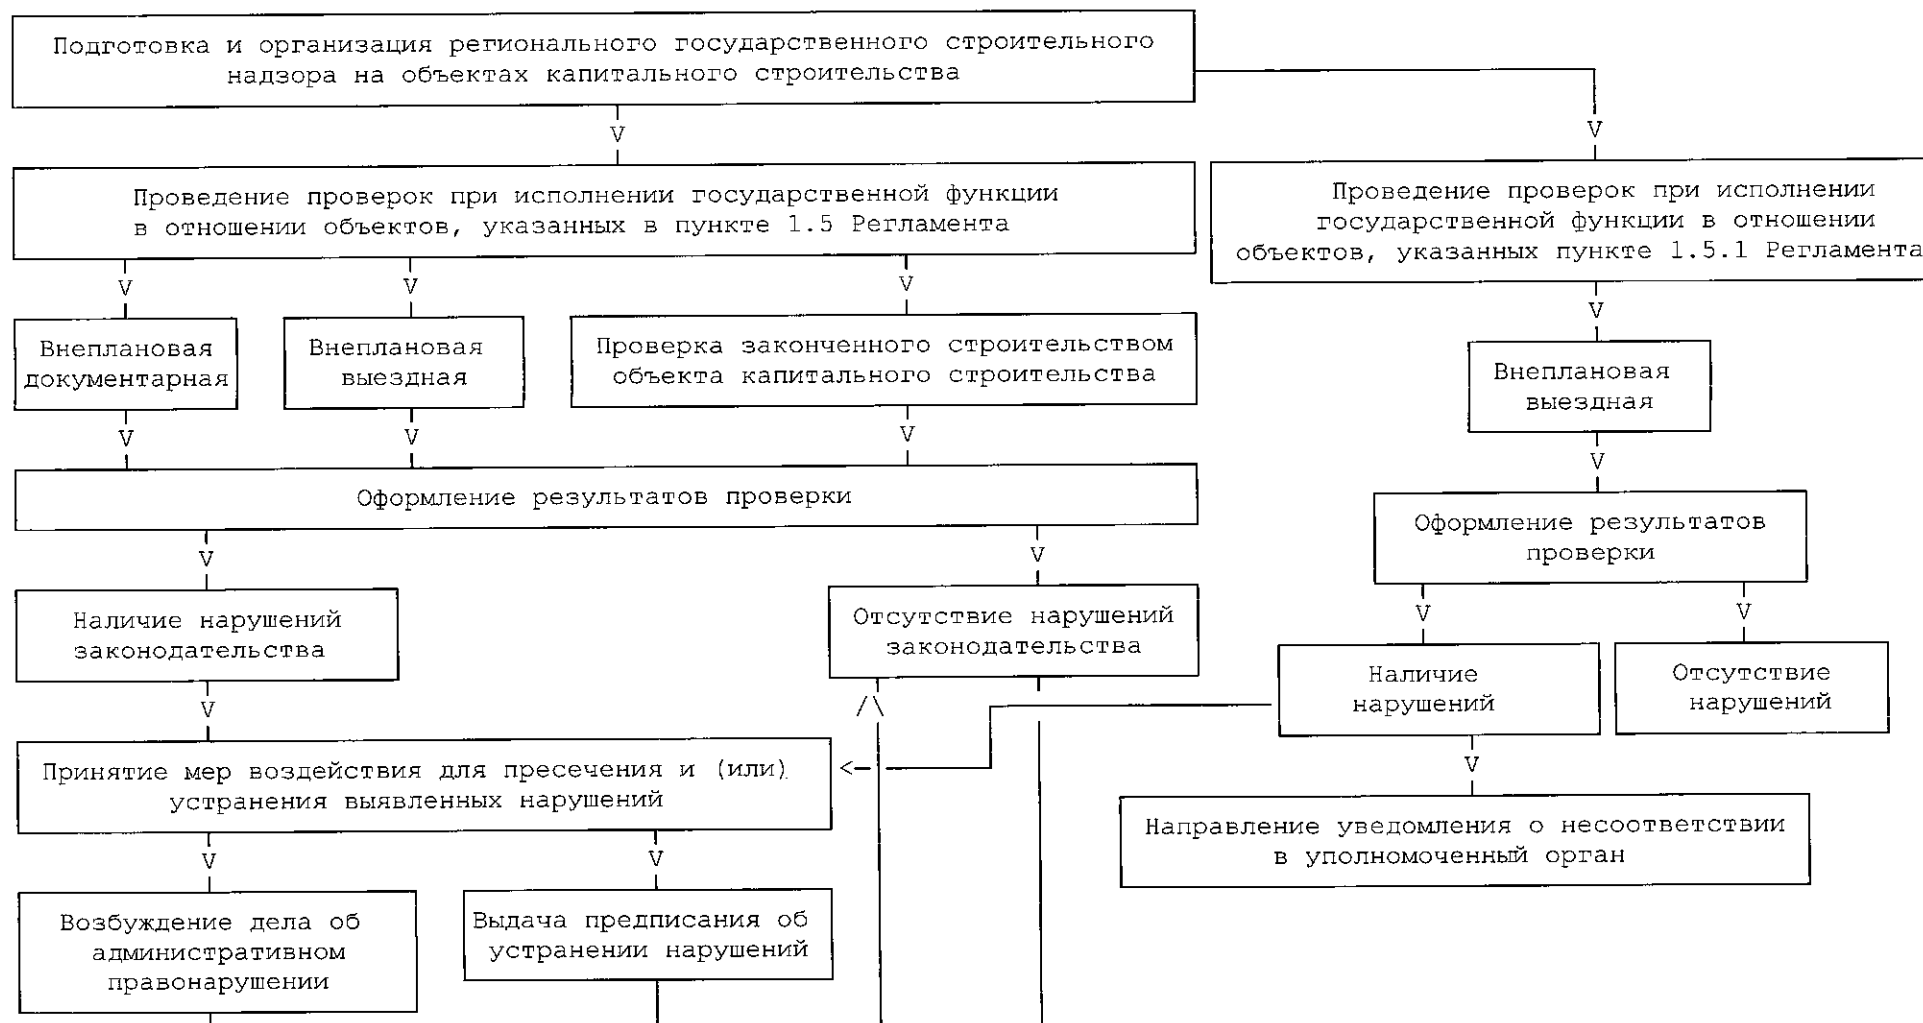 Подготовка и организация регионального государственного строительного
надзора на объектах капитального строительства
V
V
Проведение проверок при исполнении государственной функции
в отношении объектов, указанных в пункте 1.5 Регламента
Проведение проверок при исполнении
государственной функции в отношении
объектов, указанных пункте 1.5.1 Регламента
V
V
V
V
Внеплановая
документарная
Внеплановая
выездная
Проверка законченного строительством
объекта капитального строительства
Внеплановая
выездная
V
V
V
V
Оформление результатов проверки
Оформление результатов
проверки
V
V
V
V
Наличие нарушений
законодательства
Отсутствие нарушений
законодательства
Наличие
нарушений
Отсутствие
нарушений
V
/\
V
Принятие мер воздействия для пресечения и (или)
устранения выявленных нарушений
<
Направление уведомления о несоответствии
в уполномоченный орган
V
V
Возбуждение дела об
административном
правонарушении
Выдача предписания об
устранении нарушений